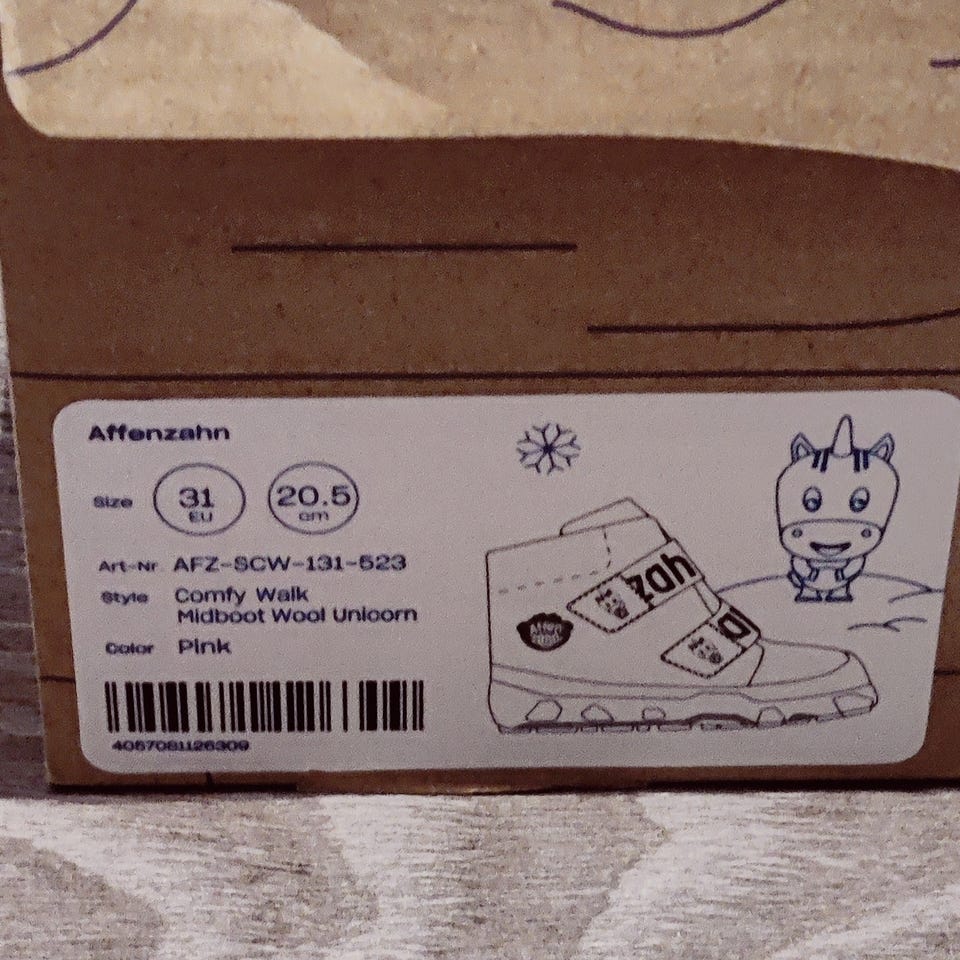 Affenzahn
Size 31 EU 20.5 cm
Art-Nr AFZ-SCW-131-523
Style Comfy Walk
Midboot Wool Unicorn
Color Pink
4057081126309
zah
a